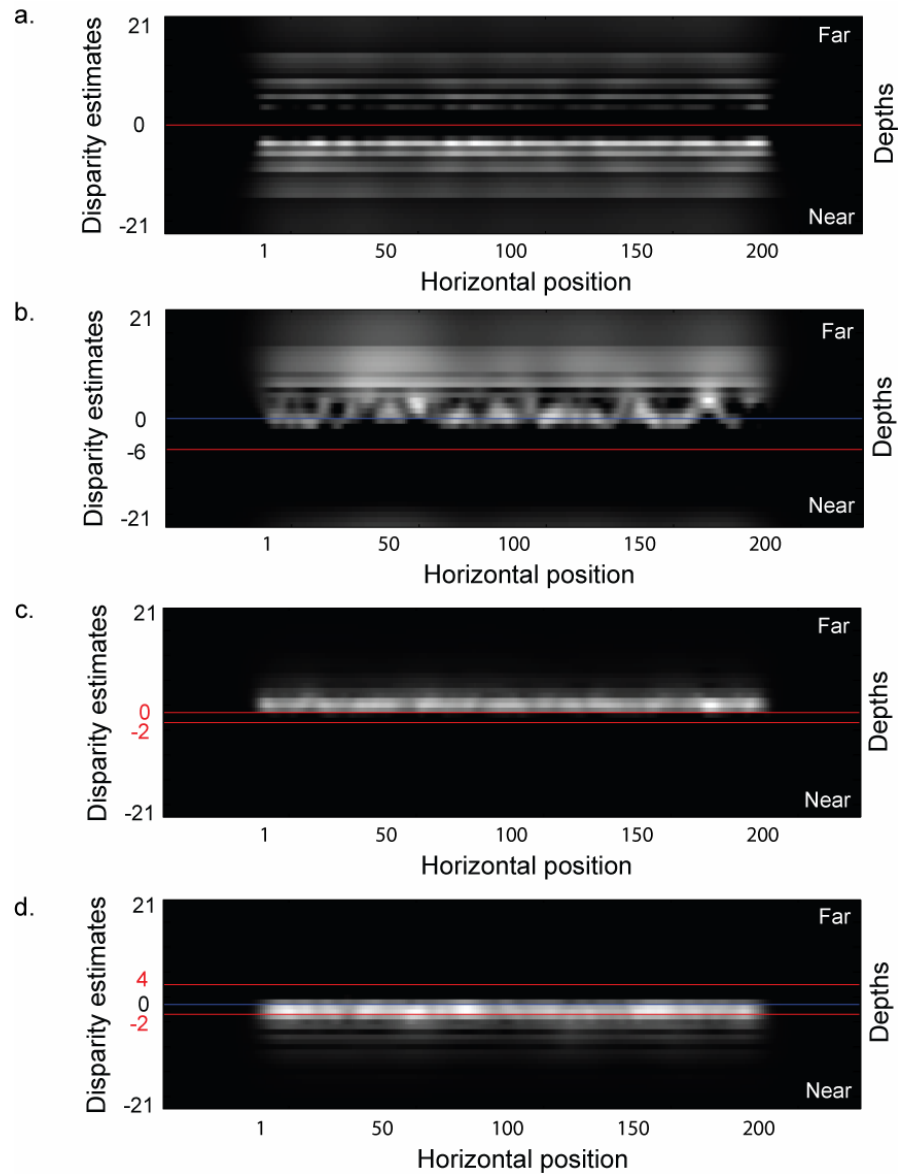 a.
21
Far
Disparity estimates
0
Depths
-21
Near
1 50 100 150 200
Horizontal position
b.
21
Far
Disparity estimates
0
-6
Depths
-21
Near
1 50 100 150 200
Horizontal position
c.
21
Far
Disparity estimates
0
-2
Depths
-21
Near
1 50 100 150 200
Horizontal position
d.
21
Far
Disparity estimates
4
0
-2
Depths
-21
Near
1 50 100 150 200
Horizontal position